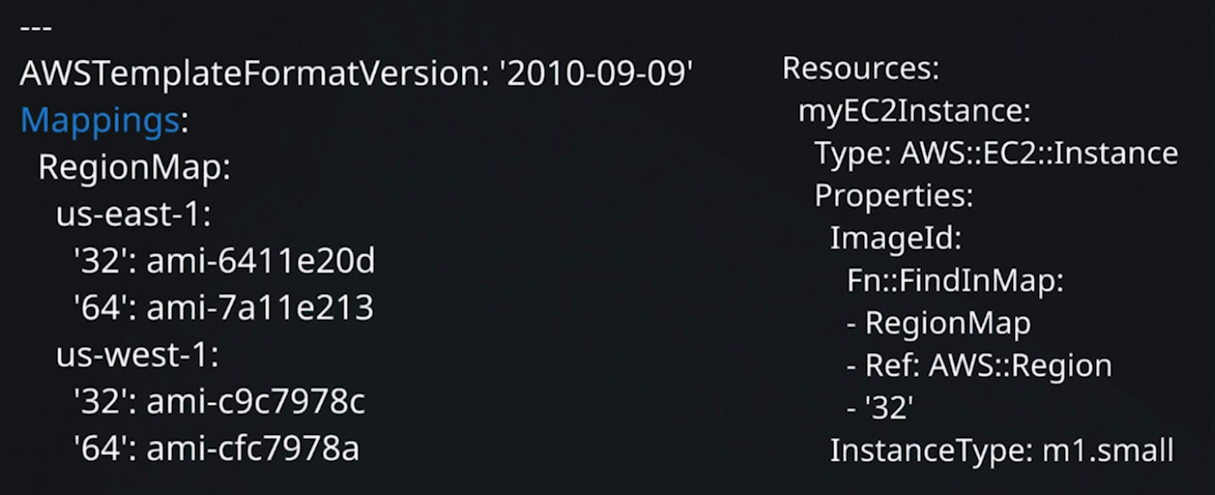 ---
AWSTemplateFormatVersion: '2010-09-09'
Mappings:
RegionMap:
us-east-1:
'32': ami-6411e20d
'64': ami-7a11e213
us-west-1:
'32': ami-c9c7978c
'64': ami-cfc7978a
Resources:
myEC2Instance:
Type: AWS::EC2::Instance
Properties:
ImageId:
Fn::FindInMap:
- RegionMap
- Ref: AWS::Region
- '32'
InstanceType: m1.small